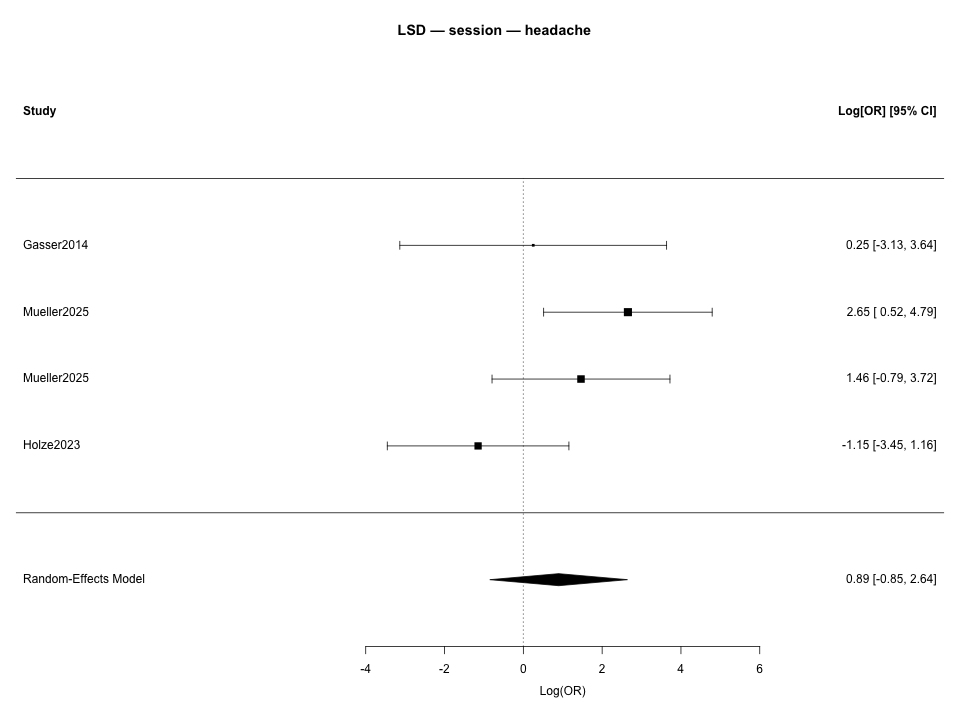 LSD — session — headache
Study Log[OR] [95% CI]
Gasser2014 0.25 [-3.13, 3.64]
Mueller2025 2.65 [ 0.52, 4.79]
Mueller2025 1.46 [-0.79, 3.72]
Holze2023 -1.15 [-3.45, 1.16]
Random-Effects Model 0.89 [-0.85, 2.64]
-4 -2 0 2 4 6
Log(OR)